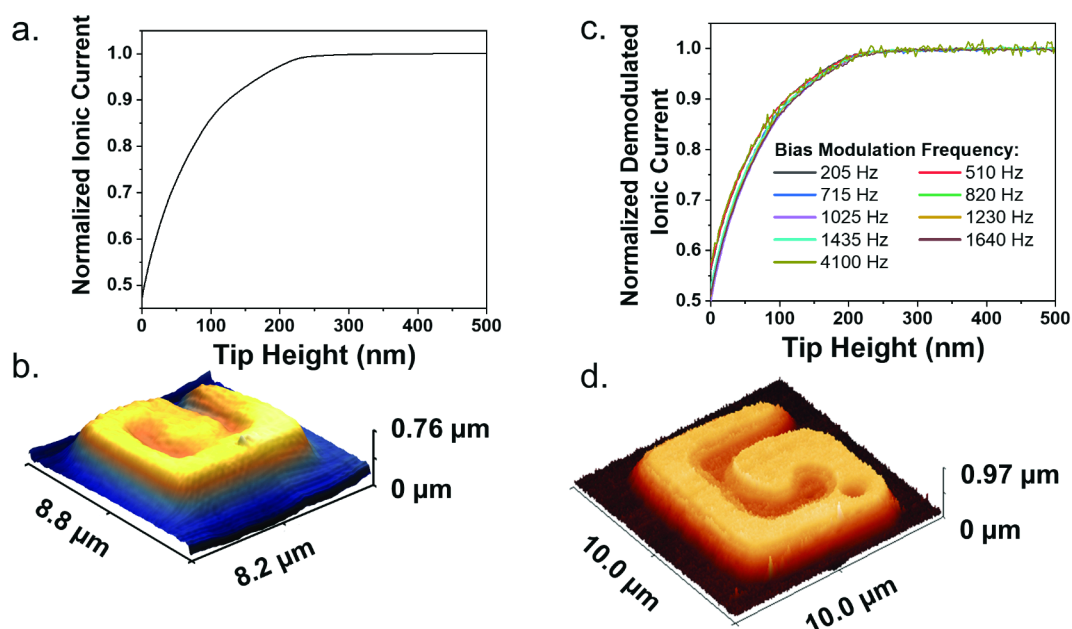 a.
Normalized Ionic Current
1.0
0.9
0.8
0.7
0.6
0.5
0
100
200
300
400
500
Tip Height (nm)
b.
0.76 µm
0 µm
8.8 µm
8.2 µm
c.
Normalized Demodulated
Ionic Current
1.0
0.9
0.8
0.7
0.6
0.5
Bias Modulation Frequency:
205 Hz
510 Hz
715 Hz
820 Hz
1025 Hz
1230 Hz
1435 Hz
1640 Hz
4100 Hz
0
100
200
300
400
500
Tip Height (nm)
d.
0.97 µm
0 µm
10.0 µm
10.0 µm